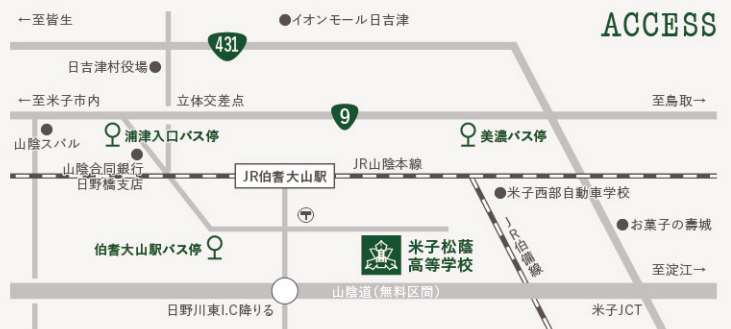 ←至皆生
●イオンモール日吉津
ACCESS
431
日吉津村役場●
←至米子市内
立体交差点
9
至鳥取→
山陰スバル
浦津入口バス停
美濃バス停
山陰合同銀行
日野橋支店
JR伯耆大山駅
JR山陰本線
●米子西部自動車学校
〒
JR伯備線
●お菓子の壽城
伯耆大山駅バス停
米子松蔭
高等学校
至淀江→
山陰道(無料区間)
日野川東I.C降りる
米子JCT